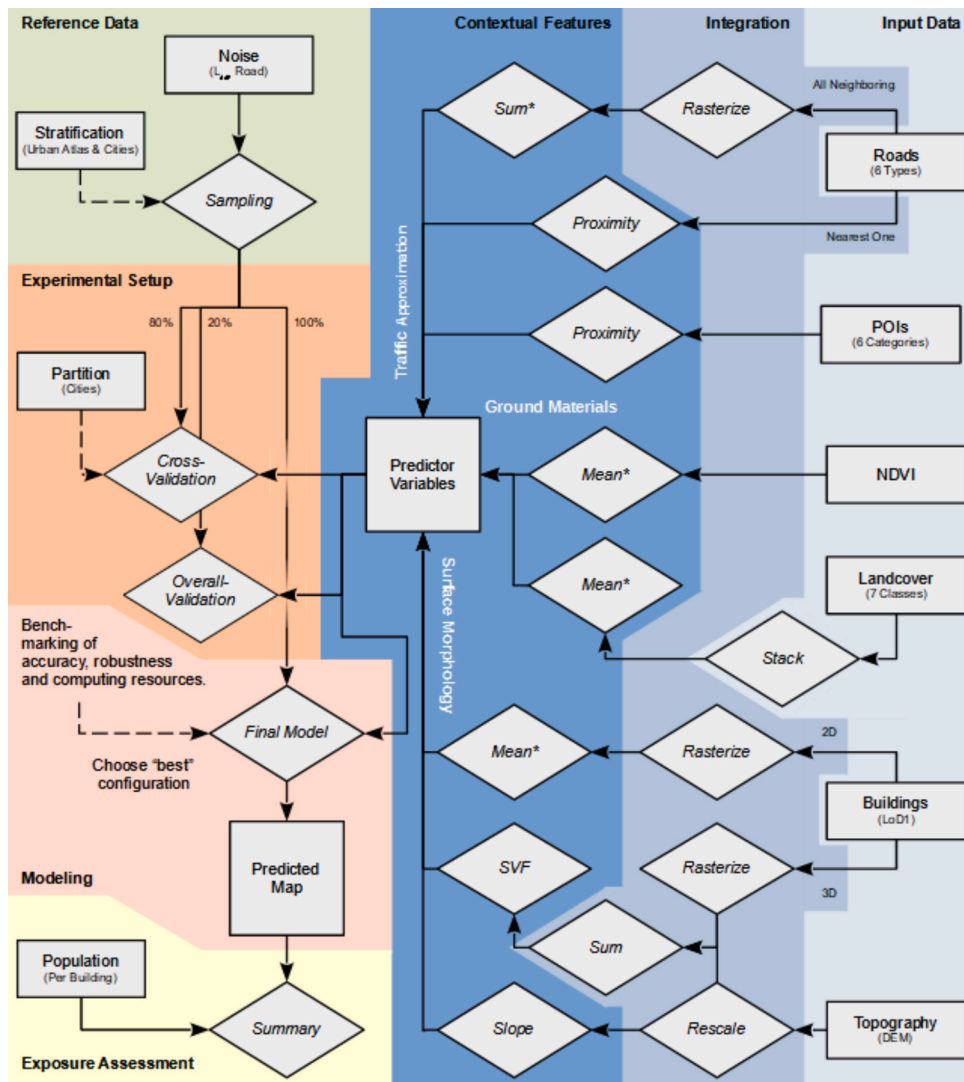 Reference Data
Contextual Features
Integration
Input Data
Noise
Road)
All Neighboring
Sum*
Rasterize
Stratification
(Urban Atlas & Cities)
Roads
(6 Types)
Sampling
Proximity
Nearest One
Experimental Setup
80%
20%
100%
Traffic Approximation
Proximity
POIs
(6 Categories)
Partition
(Cities)
Ground Materials
Cross-
Validation
Predictor
Variables
Mean*
NDVI
Overall-
Validation
Mean*
Landcover
(7 Classes)
Surface Morphology
Bench-
marking of
accuracy, robustness
and computing resources.
Stack
Final Model
Mean*
Rasterize
2D
Choose “best”
configuration
Buildings
(LoD1)
Predicted
Map
SVF
Rasterize
3D
Modeling
Sum
Population
(Per Building)
Summary
Slope
Rescale
Topography
(DEM)
Exposure Assessment